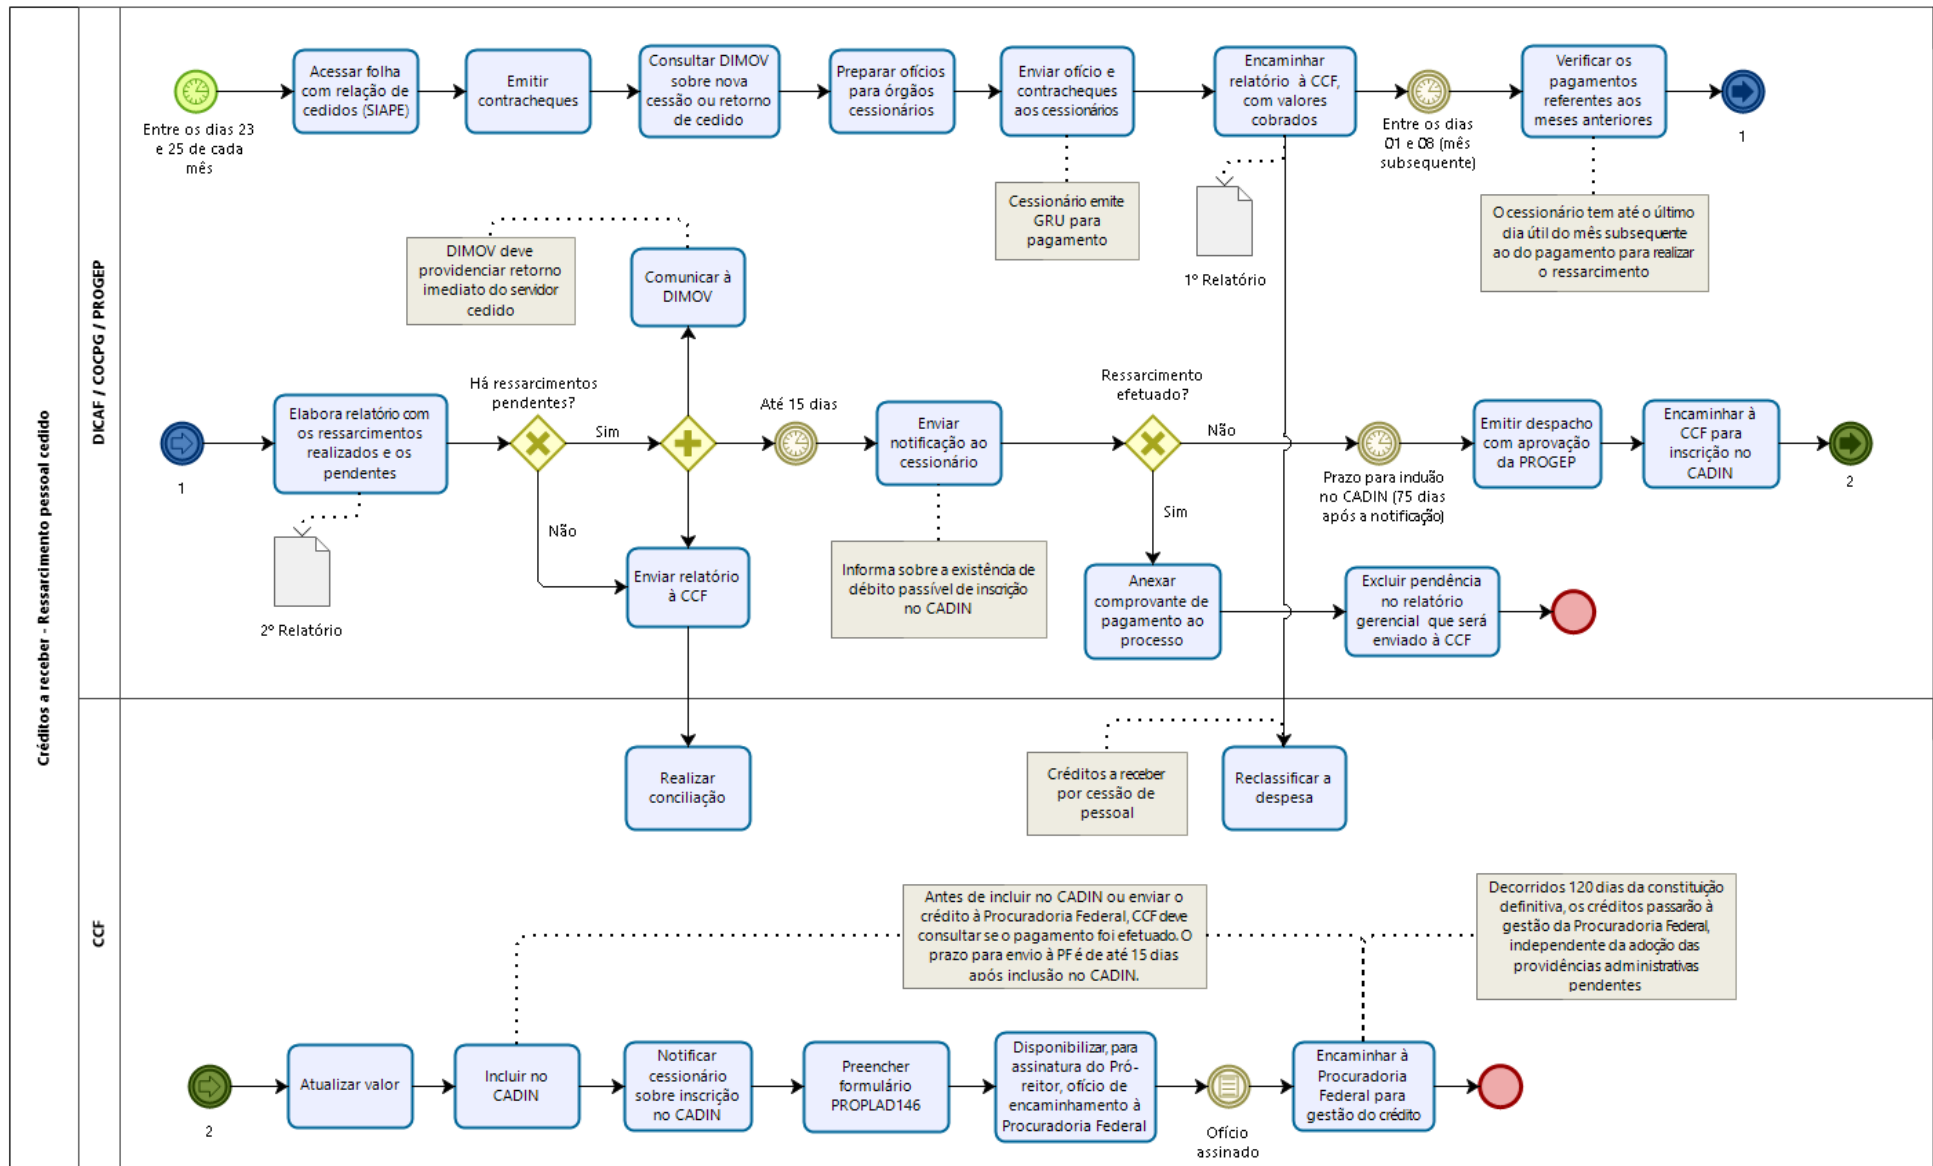 Créditos a receber - Ressarcimento pessoal cedido
DICAF / COCPG / PROGEP
Entre os dias 23
e 25 de cada
mês
Acessar folha
com relação de
cedidos (SIAPE)
Emitir
contracheques
Consultar DIMOV
sobre nova
cessão ou retorno
de cedido
Preparar ofícios
para órgãos
cessionários
Enviar ofício e
contracheques
aos cessionários
Encaminhar
relatório à CCF,
com valores
cobrados
Entre os dias
01 e 08 (mês
subsequente)
Verificar os
pagamentos
referentes aos
meses anteriores
1
Cessionário emite
GRU para
pagamento
1º Relatório
O cessionário tem até o último
dia útil do mês subsequente
ao do pagamento para realizar
o ressarcimento
DIMOV deve
providenciar retorno
imediato do servidor
cedido
Comunicar à
DIMOV
1
Elabora relatório com
os ressarcimentos
realizados e os
pendentes
Há ressarcimentos
pendentes?
Sim
Não
Até 15 dias
Enviar
notificação ao
cessionário
Ressarcimento
efetuado?
Não
Sim
Prazo para induão
no CADIN (75 dias
após a notificação)
Emitir despacho
com aprovação
da PROGEP
Encaminhar à
CCF para
inscrição no
CADIN
2
2º Relatório
Enviar relatório
à CCF
Informa sobre a existência de
débito passível de inscrição
no CADIN
Anexar
comprovante de
pagamento ao
processo
Excluir pendência
no relatório
gerencial que será
enviado à CCF
CCF
Realizar
conciliação
Créditos a receber
por cessão de
pessoal
Reclassificar a
despesa
Antes de incluir no CADIN ou enviar o
crédito à Procuradoria Federal, CCF deve
consultar se o pagamento foi efetuado. O
prazo para envio à PF é de até 15 dias
após inclusão no CADIN.
Decorridos 120 dias da constituição
definitiva, os créditos passarão à
gestão da Procuradoria Federal,
independente da adoção das
providências administrativas
pendentes
2
Atualizar valor
Incluir no
CADIN
Notificar
cessionário
sobre inscrição
no CADIN
Preencher
formulário
PROPLAD146
Disponibilizar, para
assinatura do Pró-
reitor, ofício de
encaminhamento à
Procuradoria Federal
Ofício
assinado
Encaminhar à
Procuradoria
Federal para
gestão do crédito